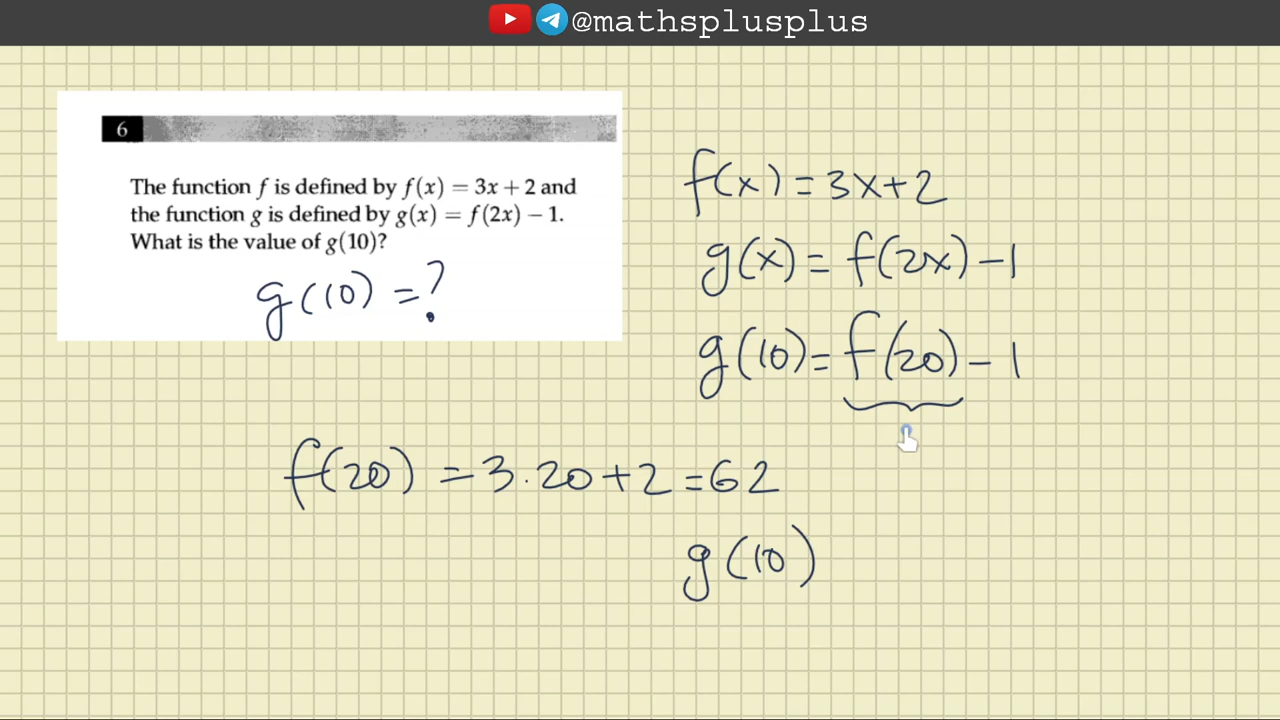 @mathsplusplus
6
The function f is defined by f(x) = 3x + 2 and
the function g is defined by g(x) = f(2x) − 1.
What is the value of g(10)?
g(10) = ?
f(x) = 3x+2
g(x) = f(2x) − 1
g(10) = f(20) − 1
f(20) = 3.20+2 = 62
g(10)